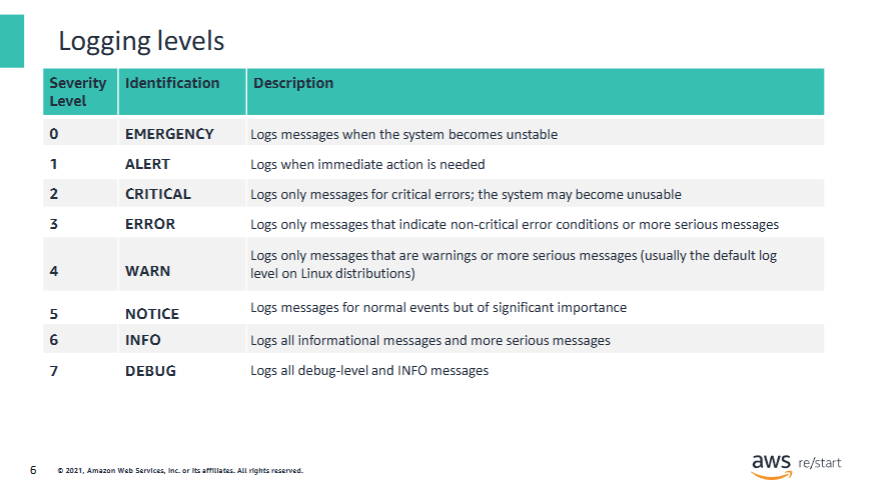 Logging levels
Severity Level Identification Description
0 EMERGENCY Logs messages when the system becomes unstable
1 ALERT Logs when immediate action is needed
2 CRITICAL Logs only messages for critical errors; the system may become unusable
3 ERROR Logs only messages that indicate non-critical error conditions or more serious messages
4 WARN Logs only messages that are warnings or more serious messages (usually the default log
level on Linux distributions)
5 NOTICE Logs messages for normal events but of significant importance
6 INFO Logs all informational messages and more serious messages
7 DEBUG Logs all debug-level and INFO messages
6 © 2021, Amazon Web Services, Inc. or its affiliates. All rights reserved.
aws re/start